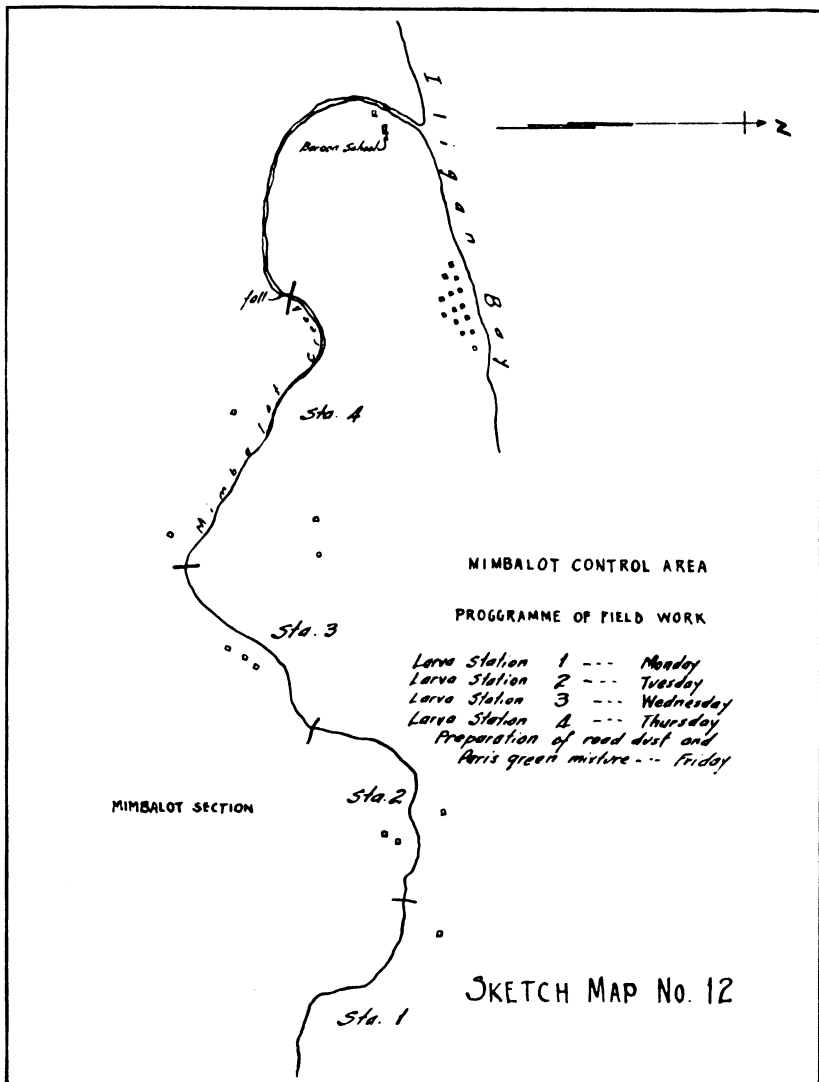 Iligan Bay
N
Baroon School
fall
Mimbalot Creek
Sta. 4
MIMBALOT CONTROL AREA
PROGGRAMME OF FIELD WORK
Larva Station 1 --- Monday
Larva Station 2 --- Tuesday
Larva Station 3 --- Wednesday
Larva Station 4 --- Thursday
Preparation of road dust and
Paris green mixture --- Friday
Sta. 3
Sta. 2
MIMBALOT SECTION
SKETCH MAP No. 12
Sta. 1